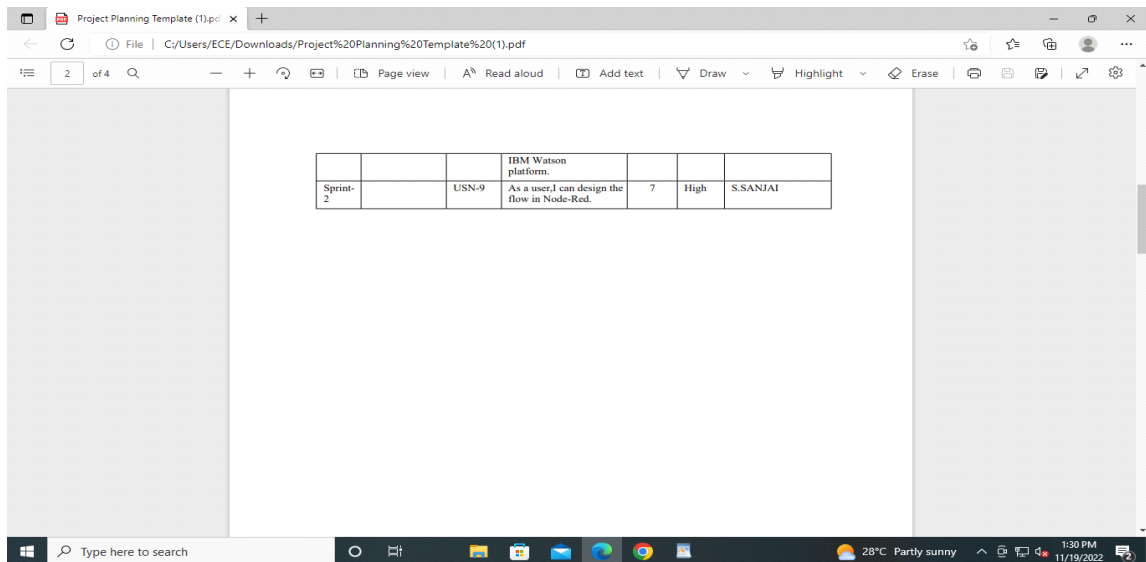 Project Planning Template (1).pd
File | C:/Users/ECE/Downloads/Project%20Planning%20Template%20(1).pdf
2 of 4 Page view Read aloud Add text Draw Highlight Erase
IBM Watson
platform.
Sprint- USN-9 As a user,I can design the 7 High S.SANJAI
2 flow in Node-Red.
Type here to search 28°C Partly sunny 1:30 PM
11/19/2022 2